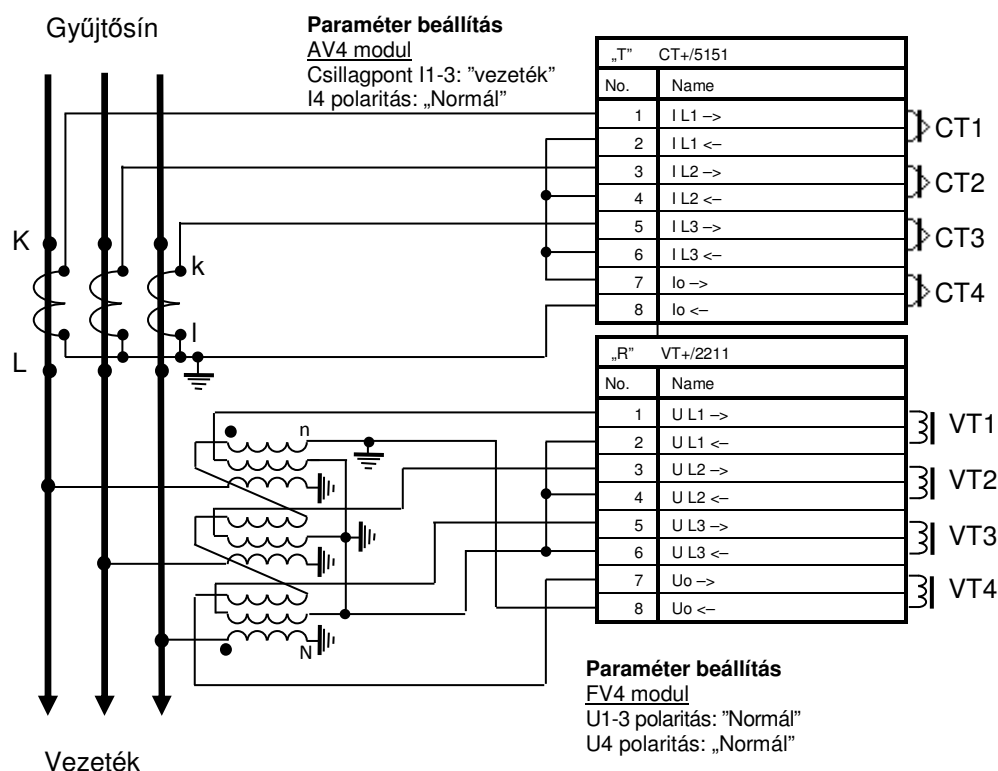 Gyűjtősín
Paraméter beállítás
AV4 modul
Csillagpont I1-3: ”vezeték”
I4 polaritás: „Normál”
„T” CT+/5151
No. Name
1 I L1 –>
2 I L1 <–
3 I L2 –>
4 I L2 <–
5 I L3 –>
6 I L3 <–
7 Io –>
8 Io <–
CT1
CT2
CT3
CT4
K
k
l
L
„R” VT+/2211
No. Name
1 U L1 –>
2 U L1 <–
3 U L2 –>
4 U L2 <–
5 U L3 –>
6 U L3 <–
7 Uo –>
8 Uo <–
VT1
VT2
VT3
VT4
n
N
Paraméter beállítás
FV4 modul
U1-3 polaritás: ”Normál”
U4 polaritás: „Normál”
Vezeték